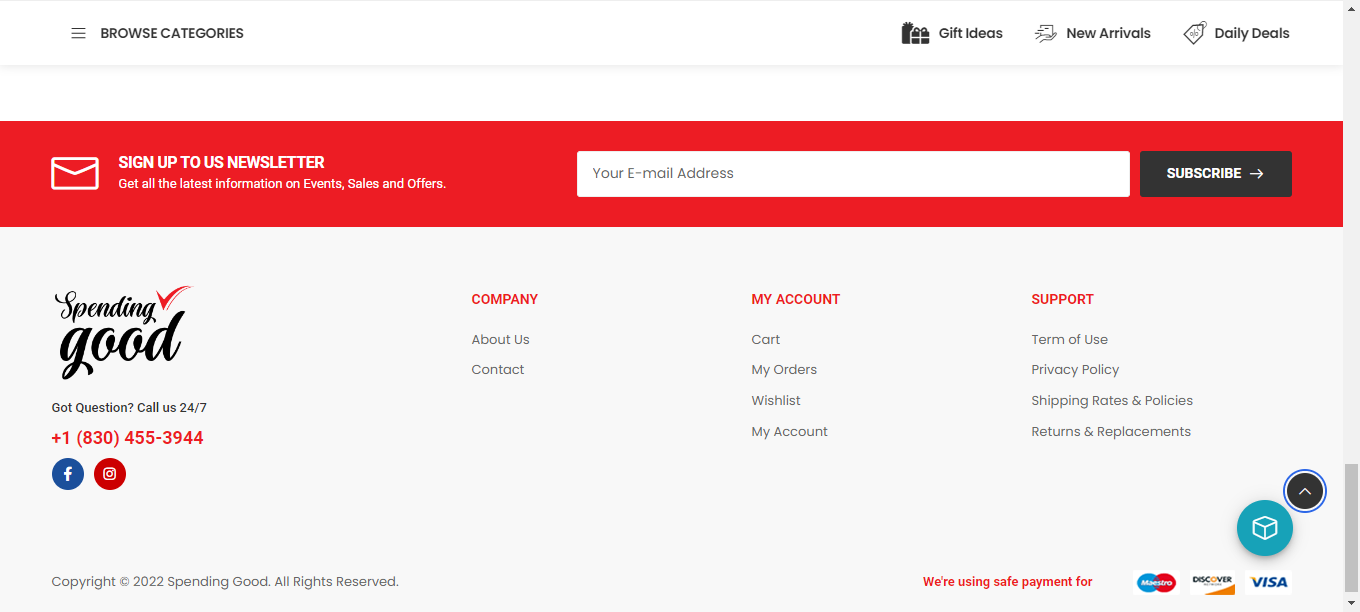 BROWSE CATEGORIES
Gift Ideas
New Arrivals
Daily Deals
SIGN UP TO US NEWSLETTER
Get all the latest information on Events, Sales and Offers.
Your E-mail Address
SUBSCRIBE
Spending
good
Got Question? Call us 24/7
+1 (830) 455-3944
COMPANY
About Us
Contact
MY ACCOUNT
Cart
My Orders
Wishlist
My Account
SUPPORT
Term of Use
Privacy Policy
Shipping Rates & Policies
Returns & Replacements
Copyright © 2022 Spending Good. All Rights Reserved.
We're using safe payment for
Maestro
DISCOVER
VISA